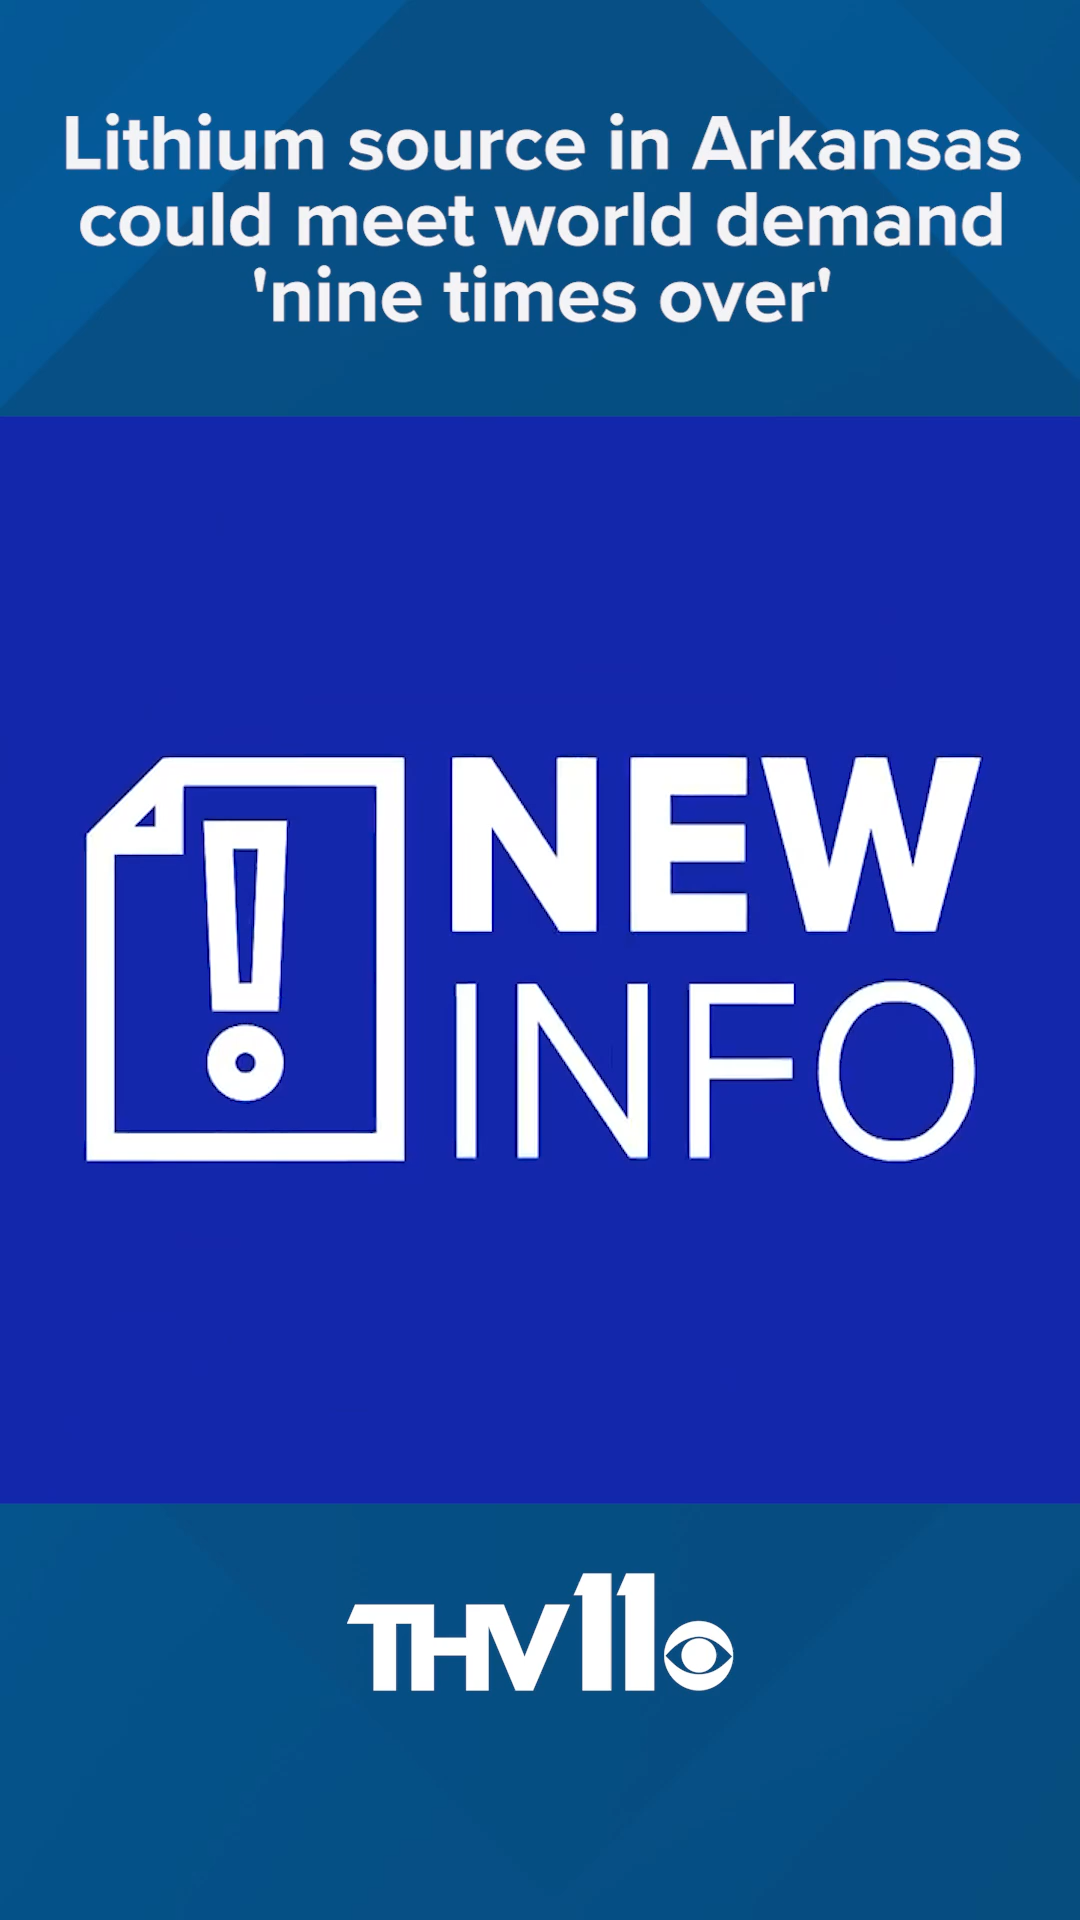 Lithium source in Arkansas
could meet world demand
'nine times over'
NEW
INFO
THV11